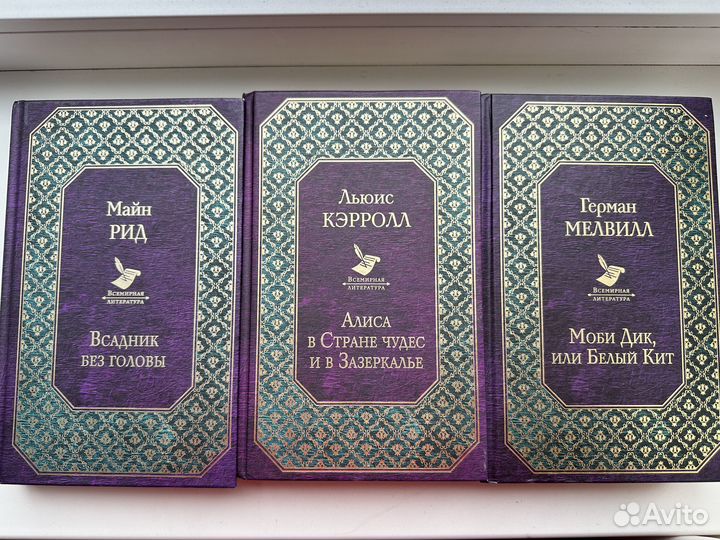 Майн
РИД
Всемирная
литература
Всадник
без головы
Льюис
КЭРРОЛЛ
Всемирная
литература
Алиса
в Стране чудес
и в Зазеркалье
Герман
МЕЛВИЛЛ
Всемирная
литература
Моби Дик,
или Белый Кит
Avito